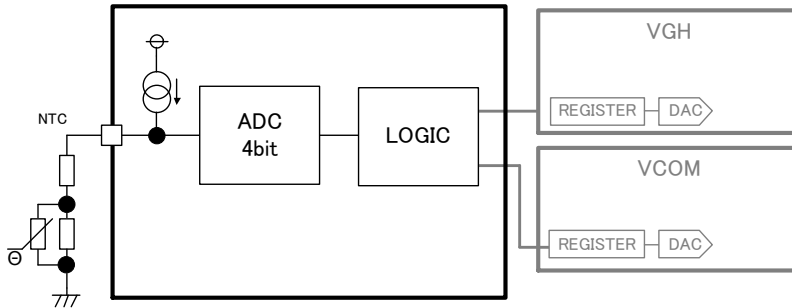 VGH
REGISTER
DAC
NTC
ADC
4bit
LOGIC
VCOM
REGISTER
DAC
Θ